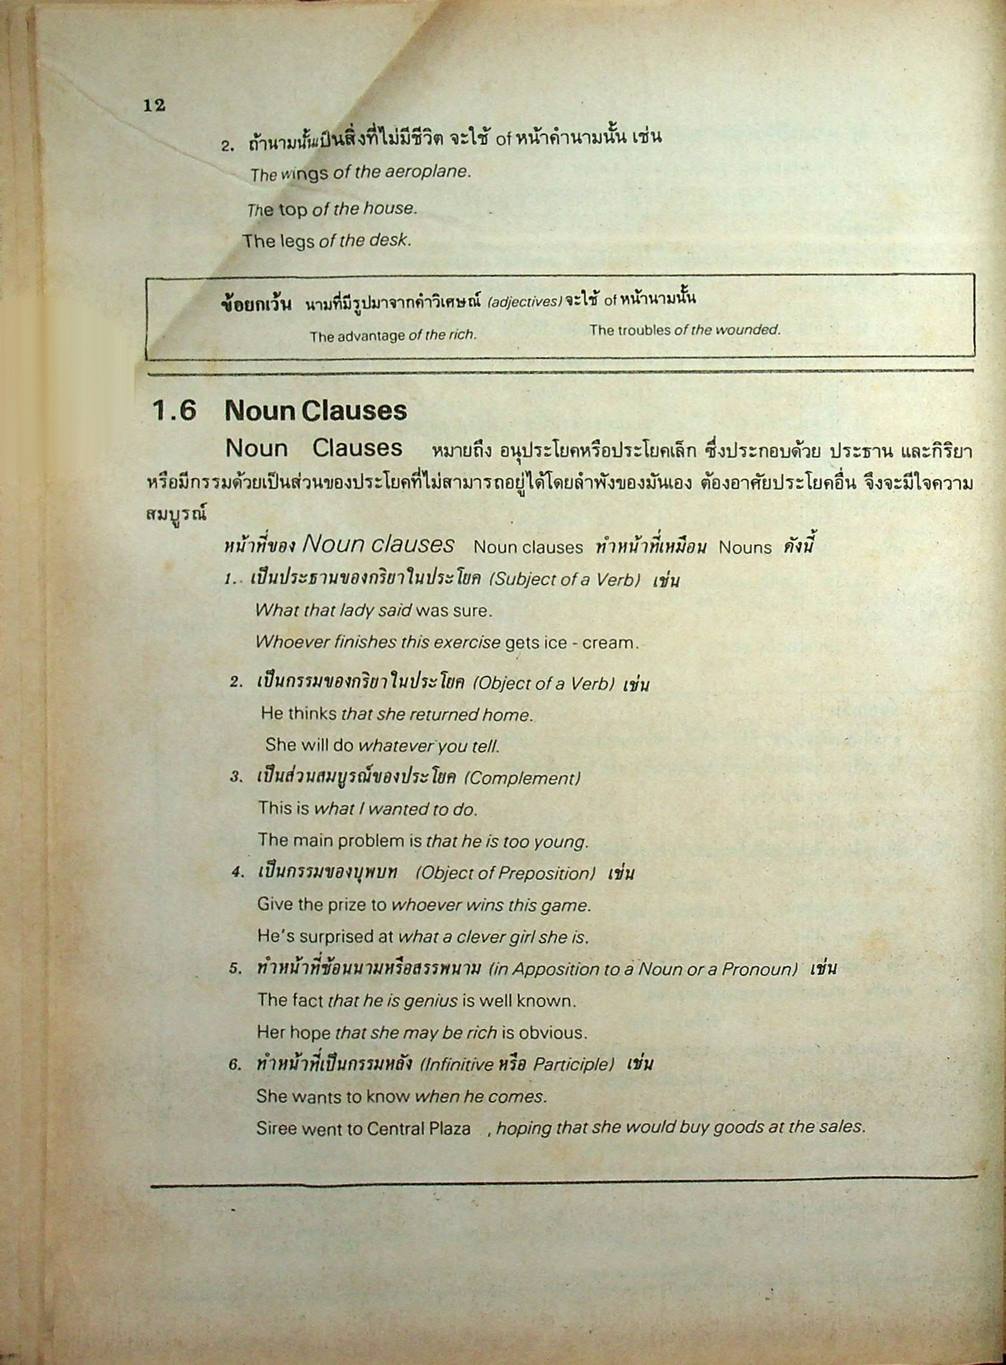 12
2. ถ้านามนั้นเป็นสิ่งที่ไม่มีชีวิต จะใช้ of หน้าคำนามนั้น เช่น
The wings of the aeroplane.
The top of the house.
The legs of the desk.
ข้อยกเว้น นามที่มีรูปมาจากคำวิเศษณ์ (adjectives) จะใช้ of หน้านามนั้น
The advantage of the rich. The troubles of the wounded.
1.6 Noun Clauses
Noun Clauses หมายถึง อนุประโยคหรือประโยคเล็ก ซึ่งประกอบด้วย ประธาน และกิริยา
หรือมีกรรมด้วยเป็นส่วนของประโยคที่ไม่สามารถอยู่ได้โดยลำพังของมันเอง ต้องอาศัยประโยคอื่น จึงจะมีใจความ
สมบูรณ์
หน้าที่ของ Noun clauses Noun clauses ทำหน้าที่เหมือน Nouns ดังนี้
1. เป็นประธานของกริยาในประโยค (Subject of a Verb) เช่น
What that lady said was sure.
Whoever finishes this exercise gets ice - cream.
2. เป็นกรรมของกริยาในประโยค (Object of a Verb) เช่น
He thinks that she returned home.
She will do whatever you tell.
3. เป็นส่วนสมบูรณ์ของประโยค (Complement)
This is what I wanted to do.
The main problem is that he is too young.
4. เป็นกรรมของบุพบท (Object of Preposition) เช่น
Give the prize to whoever wins this game.
He's surprised at what a clever girl she is.
5. ทำหน้าที่ซ้อนนามหรือสรรพนาม (in Apposition to a Noun or a Pronoun) เช่น
The fact that he is genius is well known.
Her hope that she may be rich is obvious.
6. ทำหน้าที่เป็นกรรมหลัง (Infinitive หรือ Participle) เช่น
She wants to know when he comes.
Siree went to Central Plaza , hoping that she would buy goods at the sales.